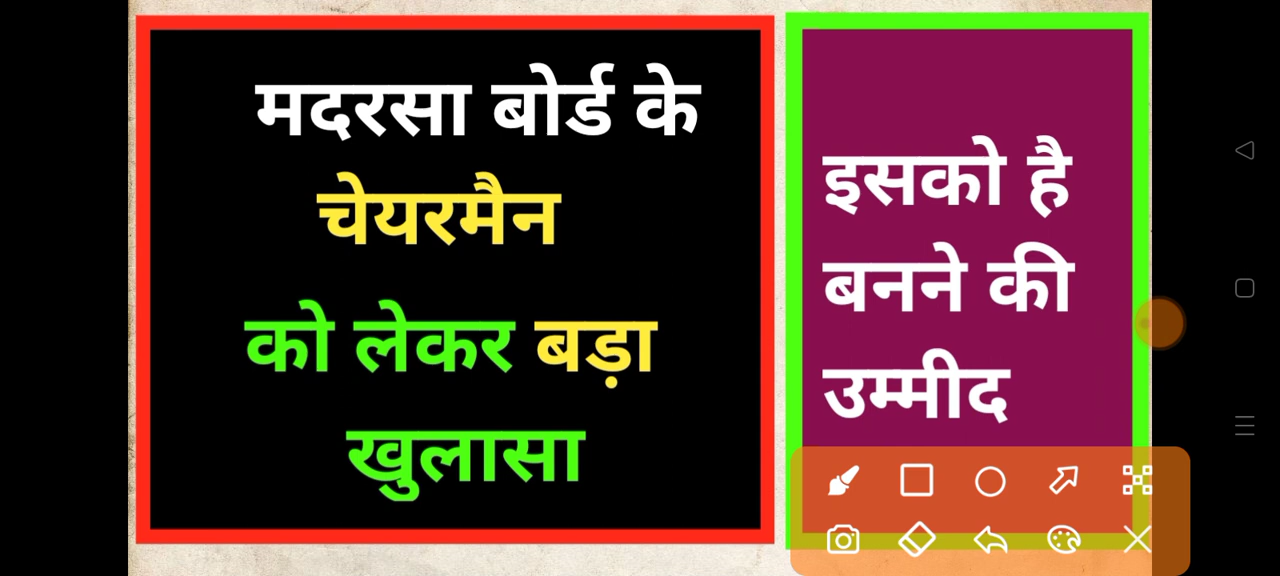 मदरसा बोर्ड के
चेयरमैन
को लेकर बड़ा
खुलासा
इसको है
बनने की
उम्मीद